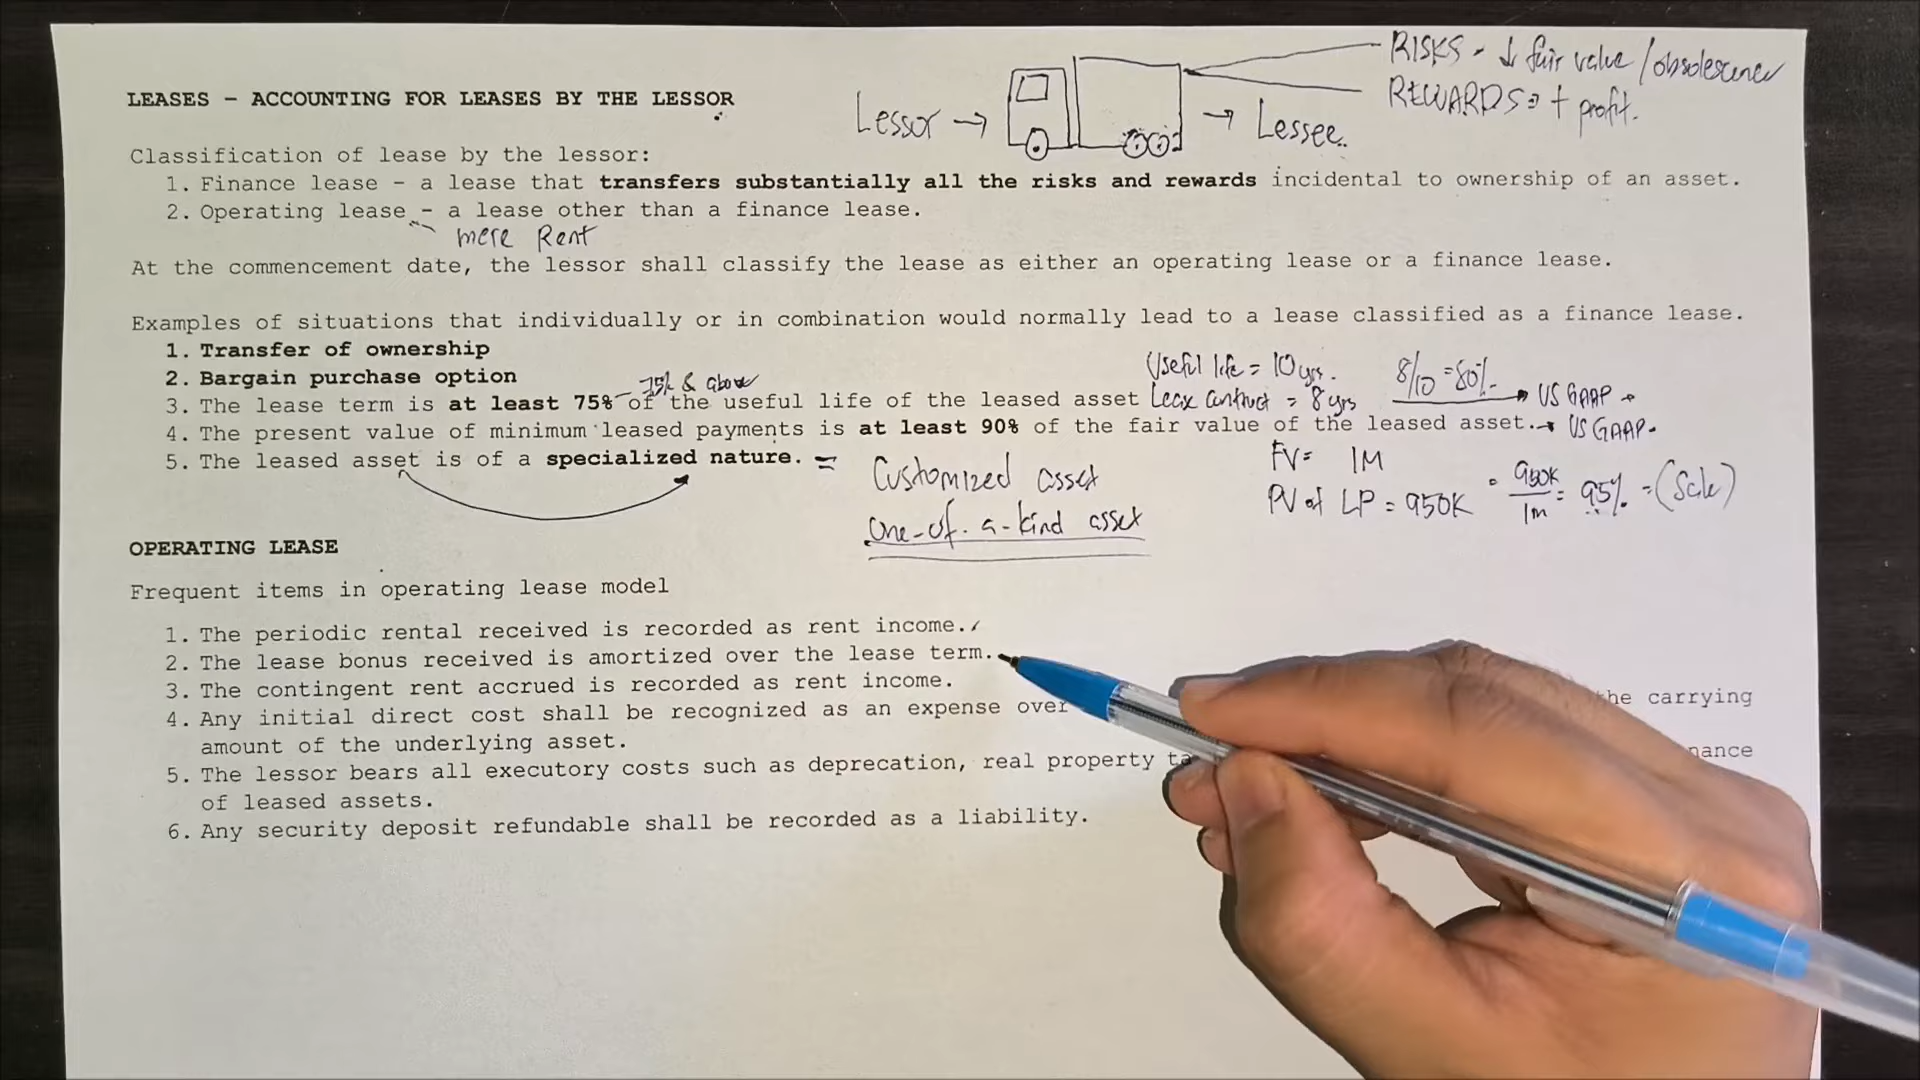 RISKS - ↓ fair value / obsolescence
REWARDS = + profit.
LEASES – ACCOUNTING FOR LEASES BY THE LESSOR
Lessor → → Lessee
Classification of lease by the lessor:
1. Finance lease – a lease that transfers substantially all the risks and rewards incidental to ownership of an asset.
2. Operating lease – a lease other than a finance lease.
mere Rent
At the commencement date, the lessor shall classify the lease as either an operating lease or a finance lease.
Examples of situations that individually or in combination would normally lead to a lease classified as a finance lease.
1. Transfer of ownership
2. Bargain purchase option
75% & above
Useful life = 10 yrs.
8/10 = 80%
3. The lease term is at least 75% of the useful life of the leased asset
Lease contract = 8 yrs
US GAAP
4. The present value of minimum leased payments is at least 90% of the fair value of the leased asset. → US GAAP.
5. The leased asset is of a specialized nature. =
Customized asset
one-of-a-kind asset
FV = 1M
PV of LP = 950K
950K/1M = 95% = (Sale)
OPERATING LEASE
Frequent items in operating lease model
1. The periodic rental received is recorded as rent income.
2. The lease bonus received is amortized over the lease term.
3. The contingent rent accrued is recorded as rent income.
4. Any initial direct cost shall be recognized as an expense over the carrying
amount of the underlying asset.
5. The lessor bears all executory costs such as deprecation, real property
of leased assets.
6. Any security deposit refundable shall be recorded as a liability.